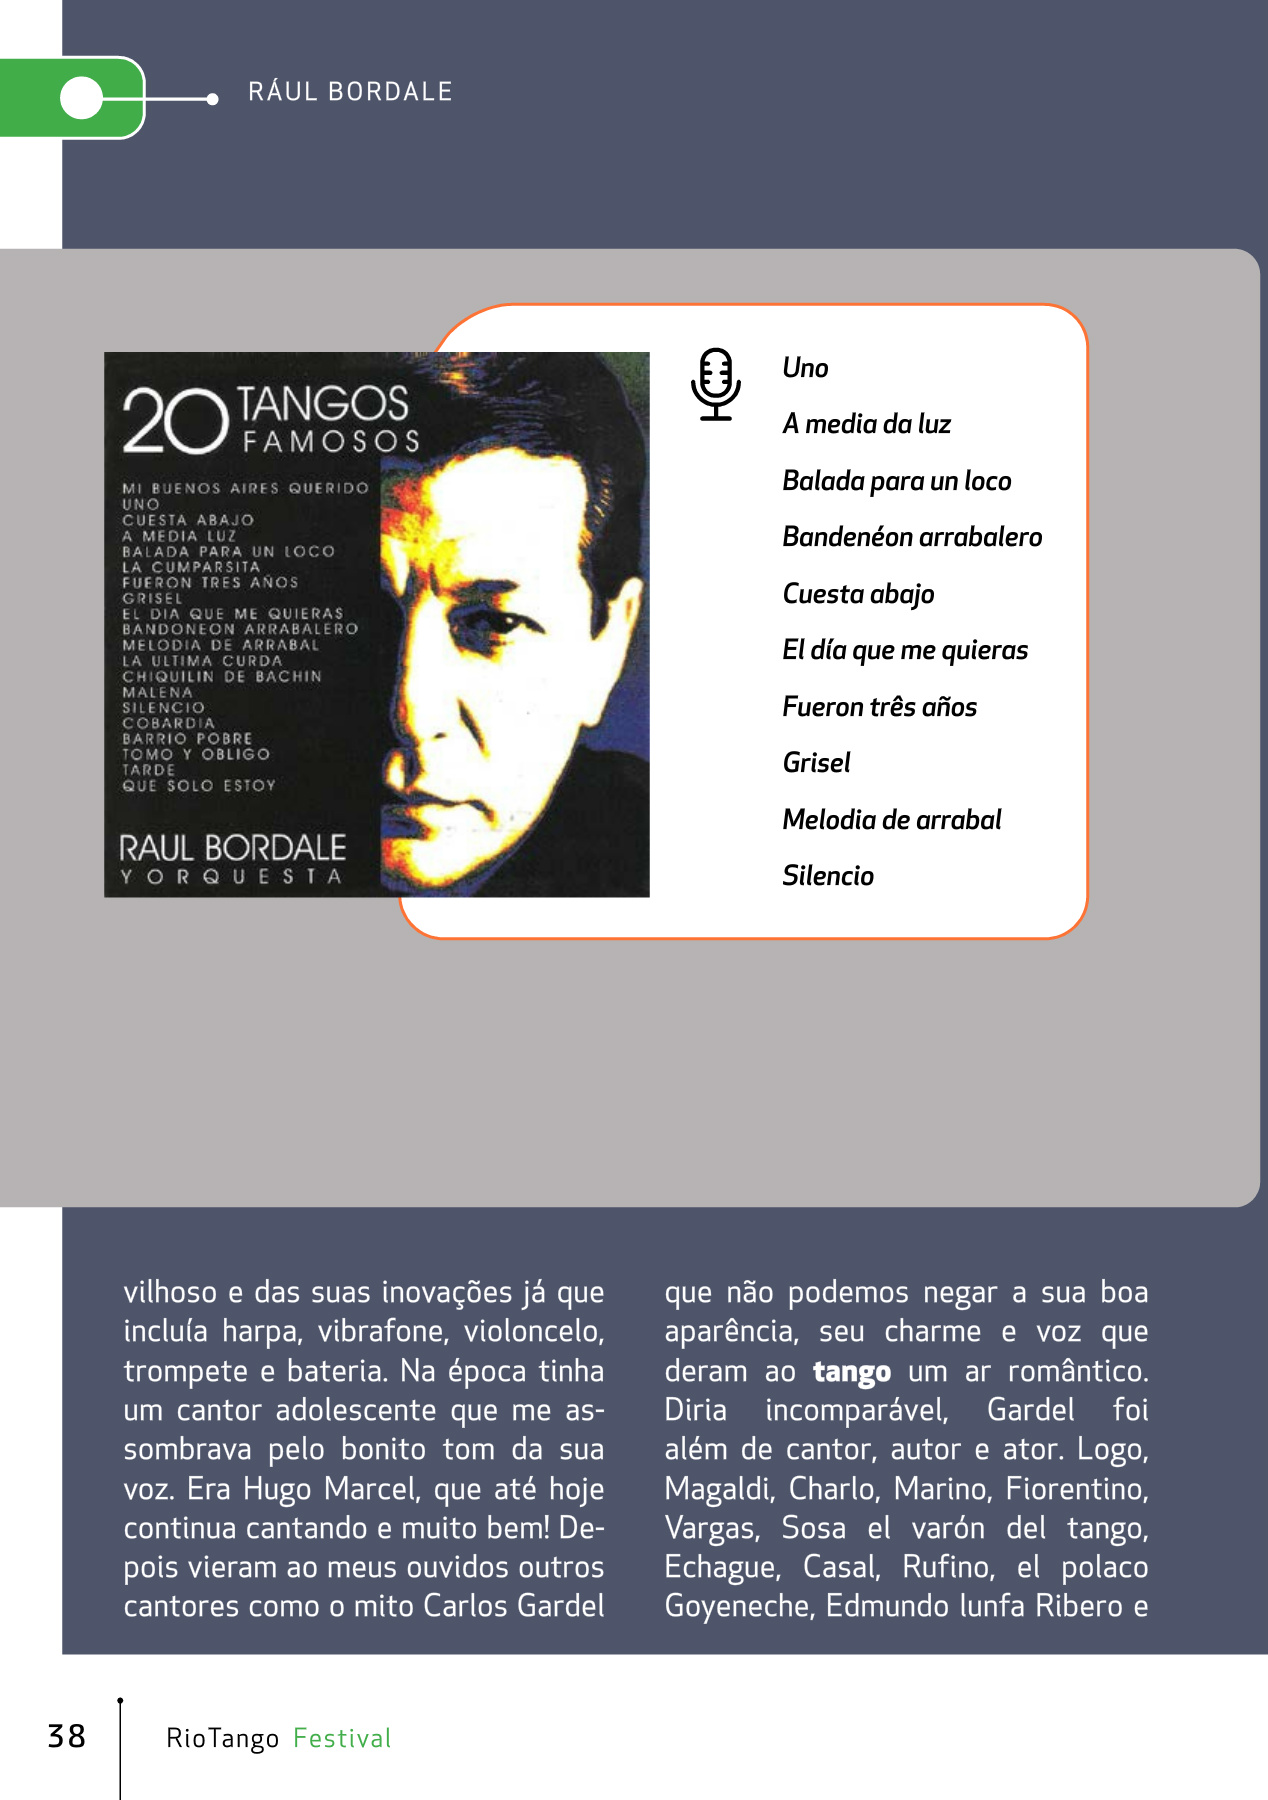 RÁUL BORDALE
20 TANGOS
FAMOSOS
MI BUENOS AIRES QUERIDO
UNO
CUESTA ABAJO
A MEDIA LUZ
BALADA PARA UN LOCO
LA CUMPARSITA
FUERON TRES AÑOS
GRISEL
EL DIA QUE ME QUIERAS
BANDONEON ARRABALERO
MELODIA DE ARRABAL
LA ULTIMA CURDA
CHIQUILIN DE BACHIN
MALENA
SILENCIO
COBARDIA
BARRIO POBRE
TOMO Y OBLIGO
TARDE
QUE SOLO ESTOY
RAUL BORDALE
Y ORQUESTA
Uno
A media da luz
Balada para un loco
Bandenéon arrabalero
Cuesta abajo
El día que me quieras
Fueron três años
Grisel
Melodia de arrabal
Silencio
vilhoso e das suas inovações já que
incluía harpa, vibrafone, violoncelo,
trompete e bateria. Na época tinha
um cantor adolescente que me as-
sombrava pelo bonito tom da sua
voz. Era Hugo Marcel, que até hoje
continua cantando e muito bem! De-
pois vieram ao meus ouvidos outros
cantores como o mito Carlos Gardel
que não podemos negar a sua boa
aparência, seu charme e voz que
deram ao tango um ar romântico.
Diria incomparável, Gardel foi
além de cantor, autor e ator. Logo,
Magaldi, Charlo, Marino, Fiorentino,
Vargas, Sosa el varón del tango,
Echague, Casal, Rufino, el polaco
Goyeneche, Edmundo lunfa Ribero e
38
RioTango Festival